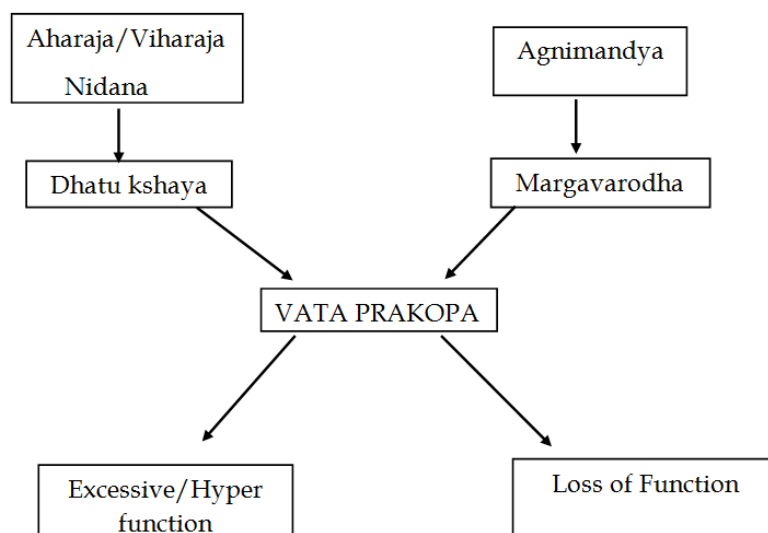 Aharaja/Viharaja
Nidana
Agnimandya
Dhatu kshaya
Margavarodha
VATA PRAKOPA
Excessive/Hyper
function
Loss of Function